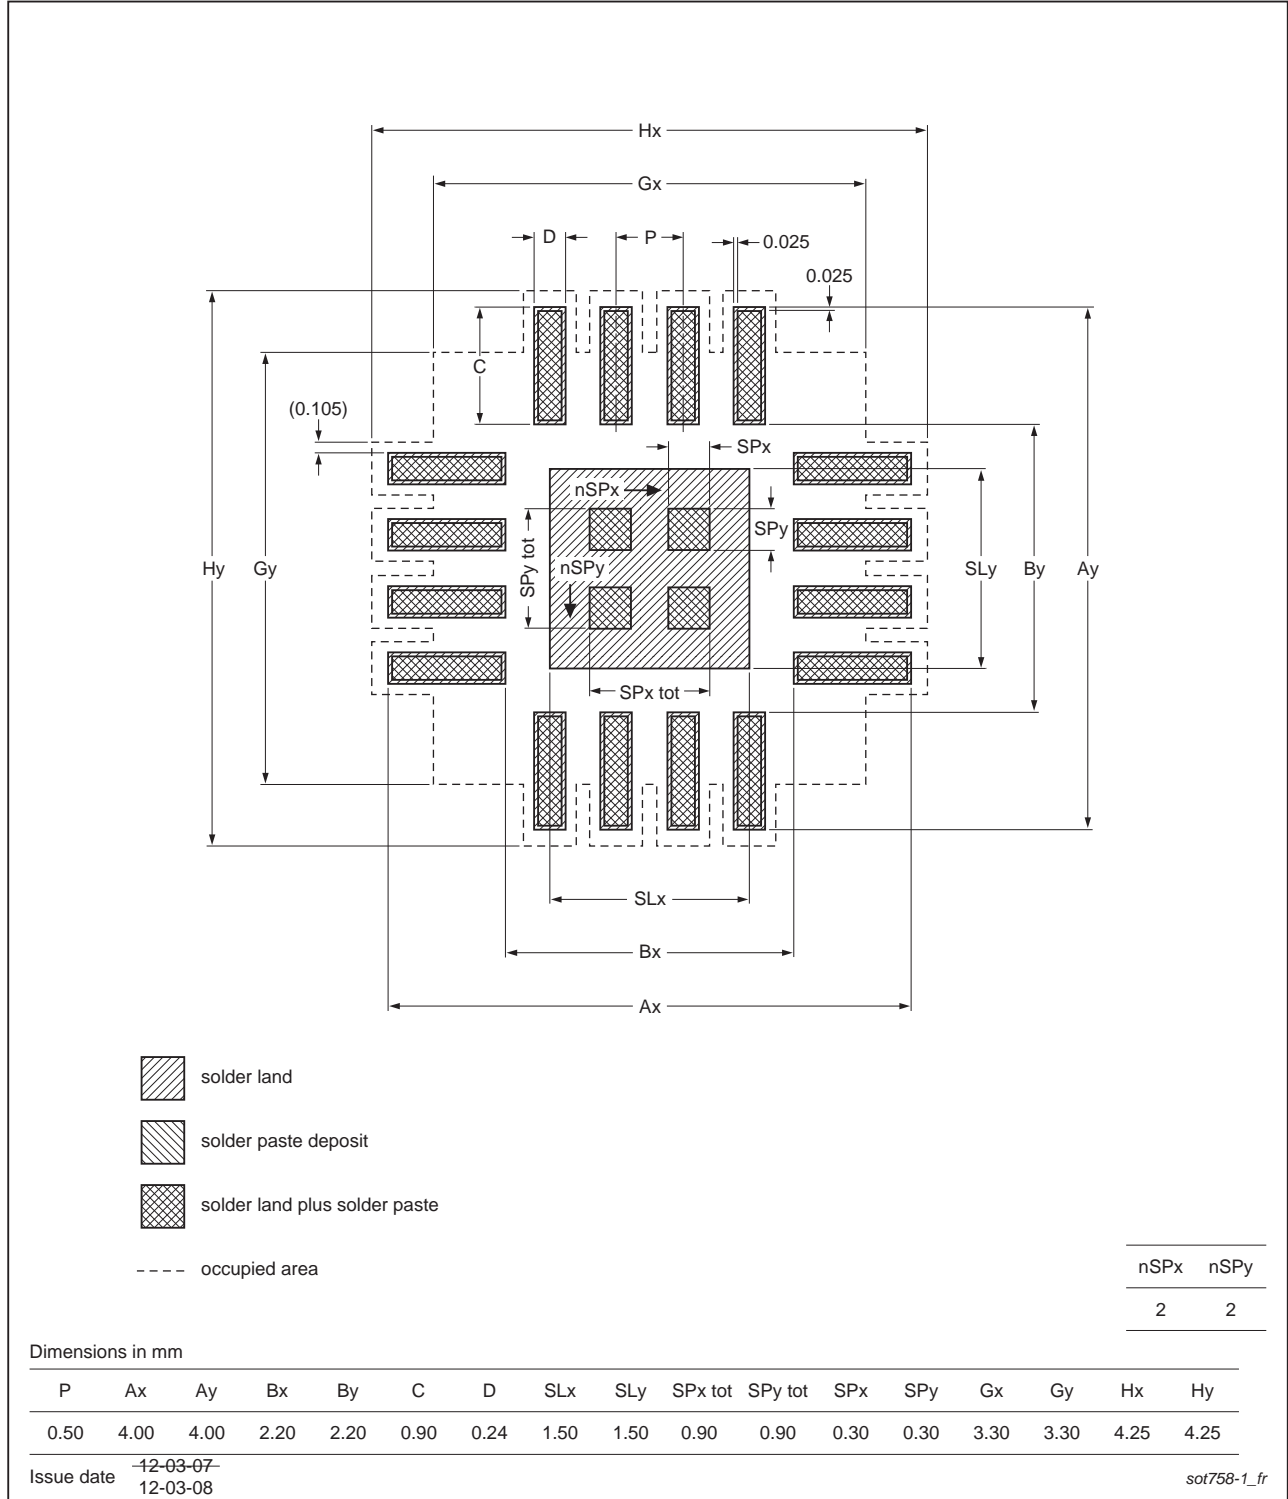 Hx
Gx
D
P
0.025
0.025
C
(0.105)
SPx
nSPx
SPy
SPy tot
nSPy
Hy
Gy
SLy
By
Ay
SPx tot
SLx
Bx
Ax
solder land
solder paste deposit
solder land plus solder paste
occupied area
nSPx nSPy
2 2
Dimensions in mm
P Ax Ay Bx By C D SLx SLy SPx tot SPy tot SPx SPy Gx Gy Hx Hy
0.50 4.00 4.00 2.20 2.20 0.90 0.24 1.50 1.50 0.90 0.90 0.30 0.30 3.30 3.30 4.25 4.25
Issue date 12-03-07
12-03-08
sot758-1_fr